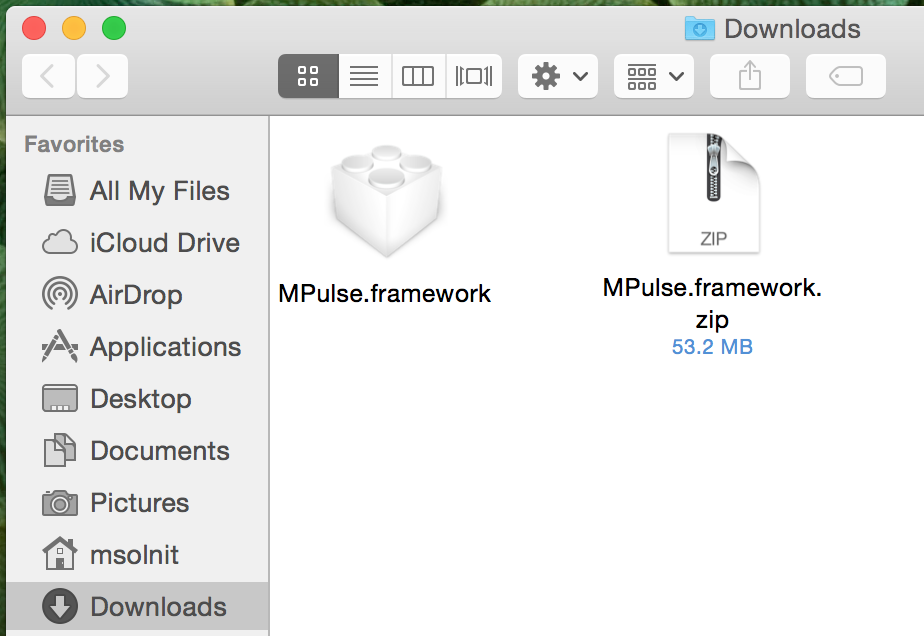 Downloads
Favorites
All My Files
iCloud Drive
AirDrop
Applications
Desktop
Documents
Pictures
msolnit
Downloads
MPulse.framework
ZIP
MPulse.framework.
zip
53.2 MB